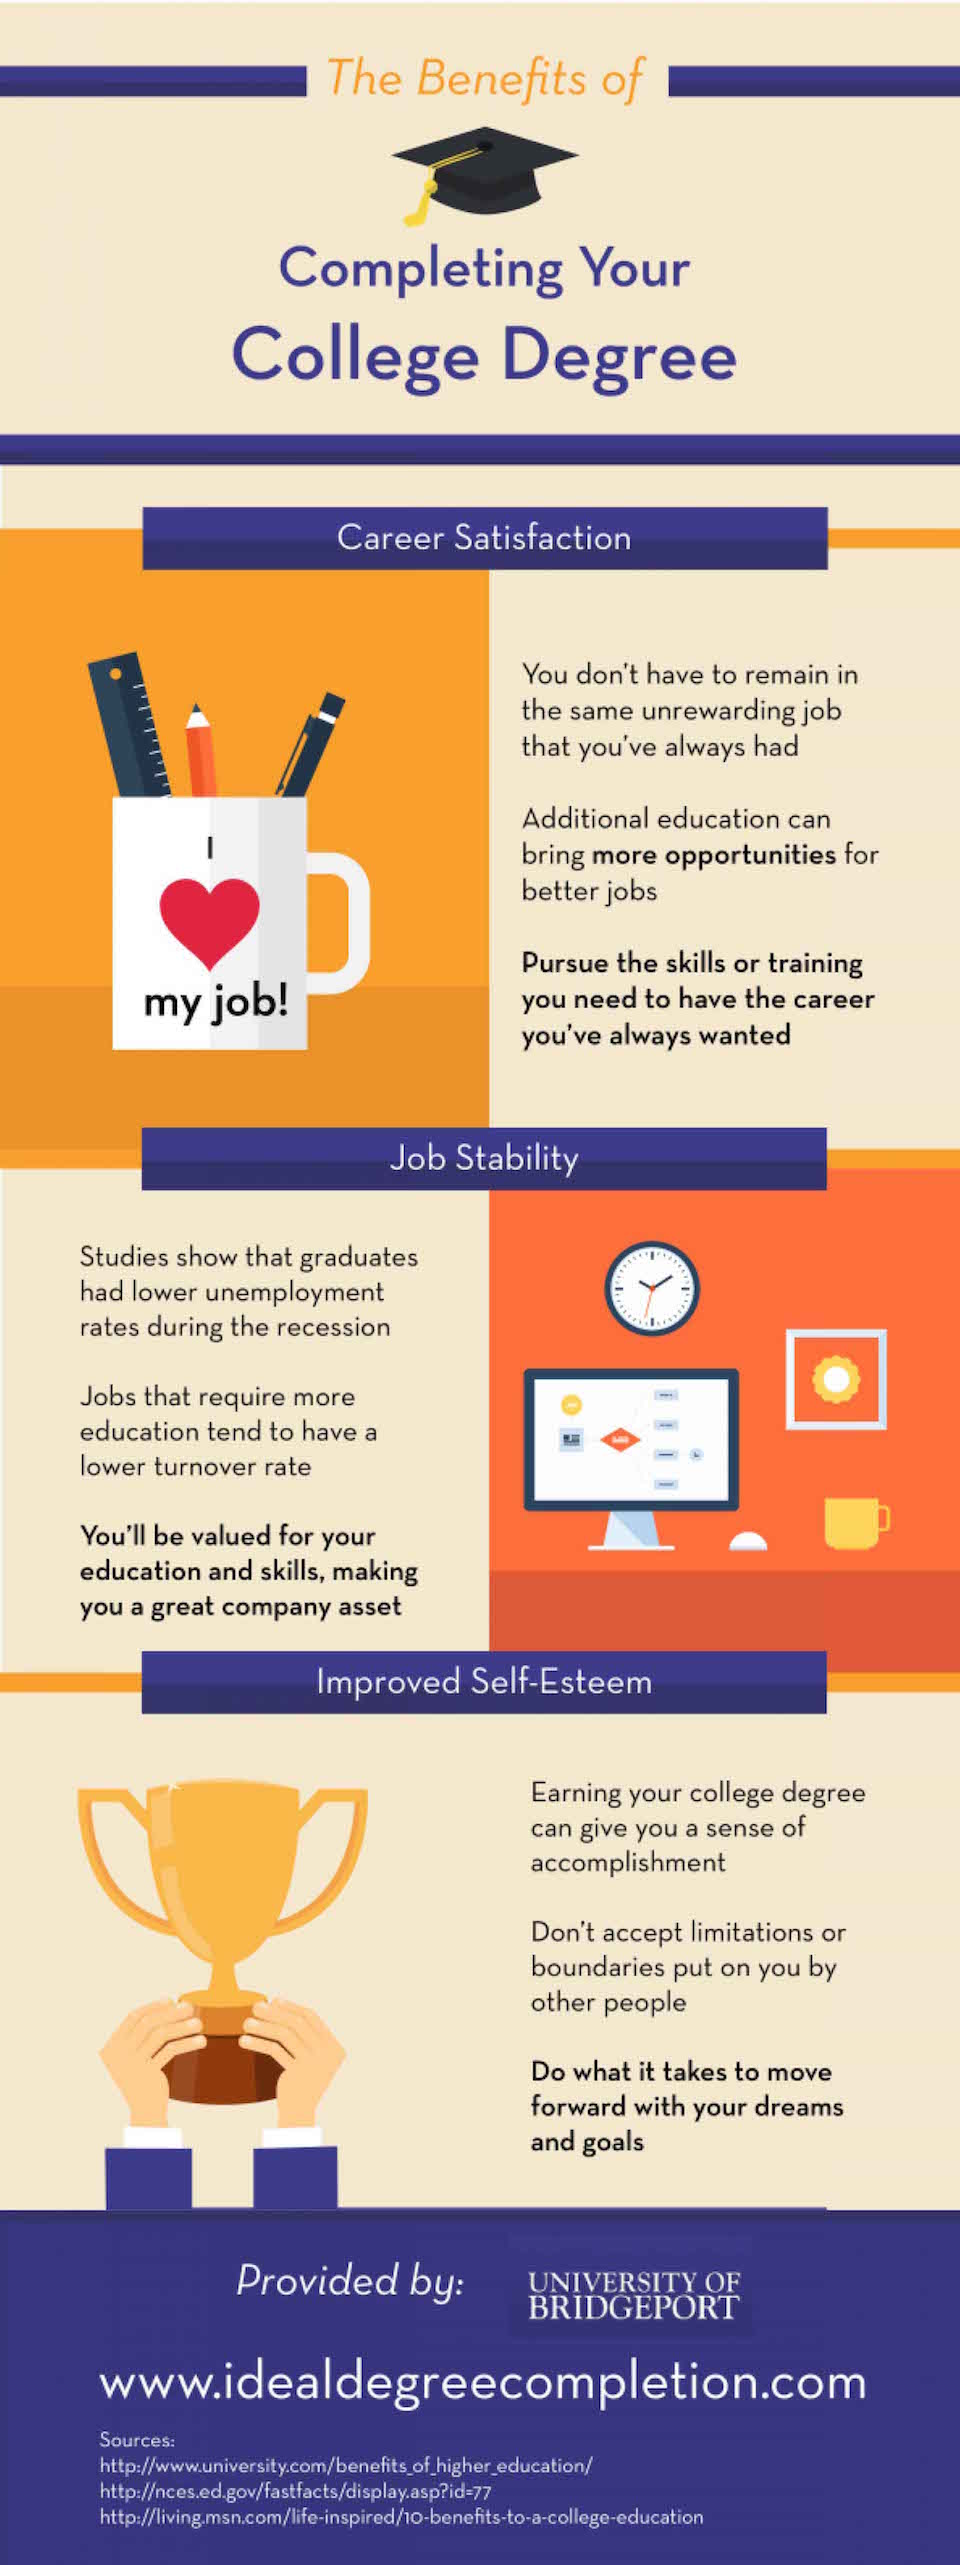 The Benefits of
Completing Your
College Degree
Career Satisfaction
I
my job!
You don't have to remain in
the same unrewarding job
that you've always had
Additional education can
bring more opportunities for
better jobs
Pursue the skills or training
you need to have the career
you've always wanted
Job Stability
Studies show that graduates
had lower unemployment
rates during the recession
Jobs that require more
education tend to have a
lower turnover rate
You'll be valued for your
education and skills, making
you a great company asset
Improved Self-Esteem
Earning your college degree
can give you a sense of
accomplishment
Don't accept limitations or
boundaries put on you by
other people
Do what it takes to move
forward with your dreams
and goals
Provided by:
UNIVERSITY OF
BRIDGEPORT
www.idealdegreecompletion.com
Sources:
http://www.university.com/benefits_of_higher_education/
http://nces.ed.gov/fastfacts/display.asp?id=77
http://living.msn.com/life-inspired/10-benefits-to-a-college-education